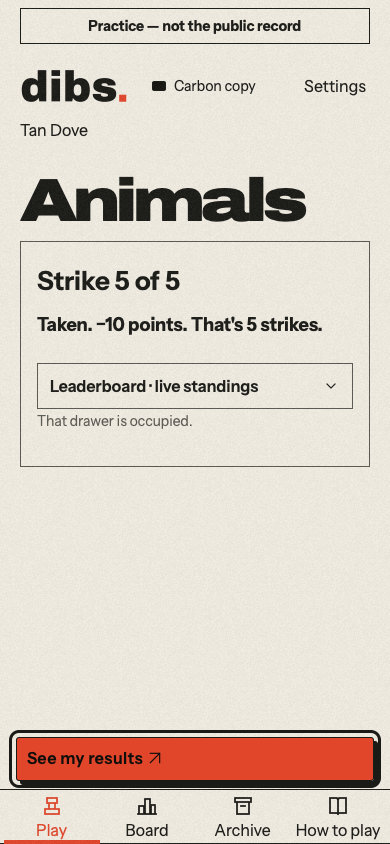 Practice — not the public record
dibs.
Carbon copy
Settings
Tan Dove
Animals
Strike 5 of 5
Taken. −10 points. That's 5 strikes.
Leaderboard · live standings
That drawer is occupied.
See my results
Play
Board
Archive
How to play